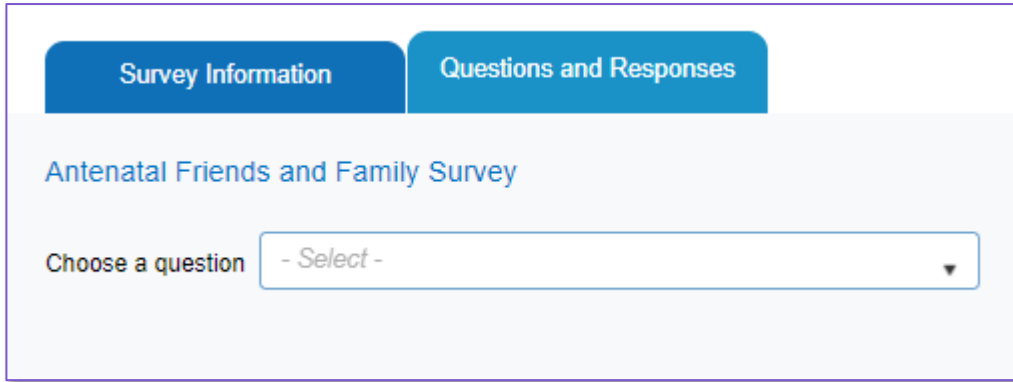 Survey Information
Questions and Responses
Antenatal Friends and Family Survey
Choose a question
- Select -